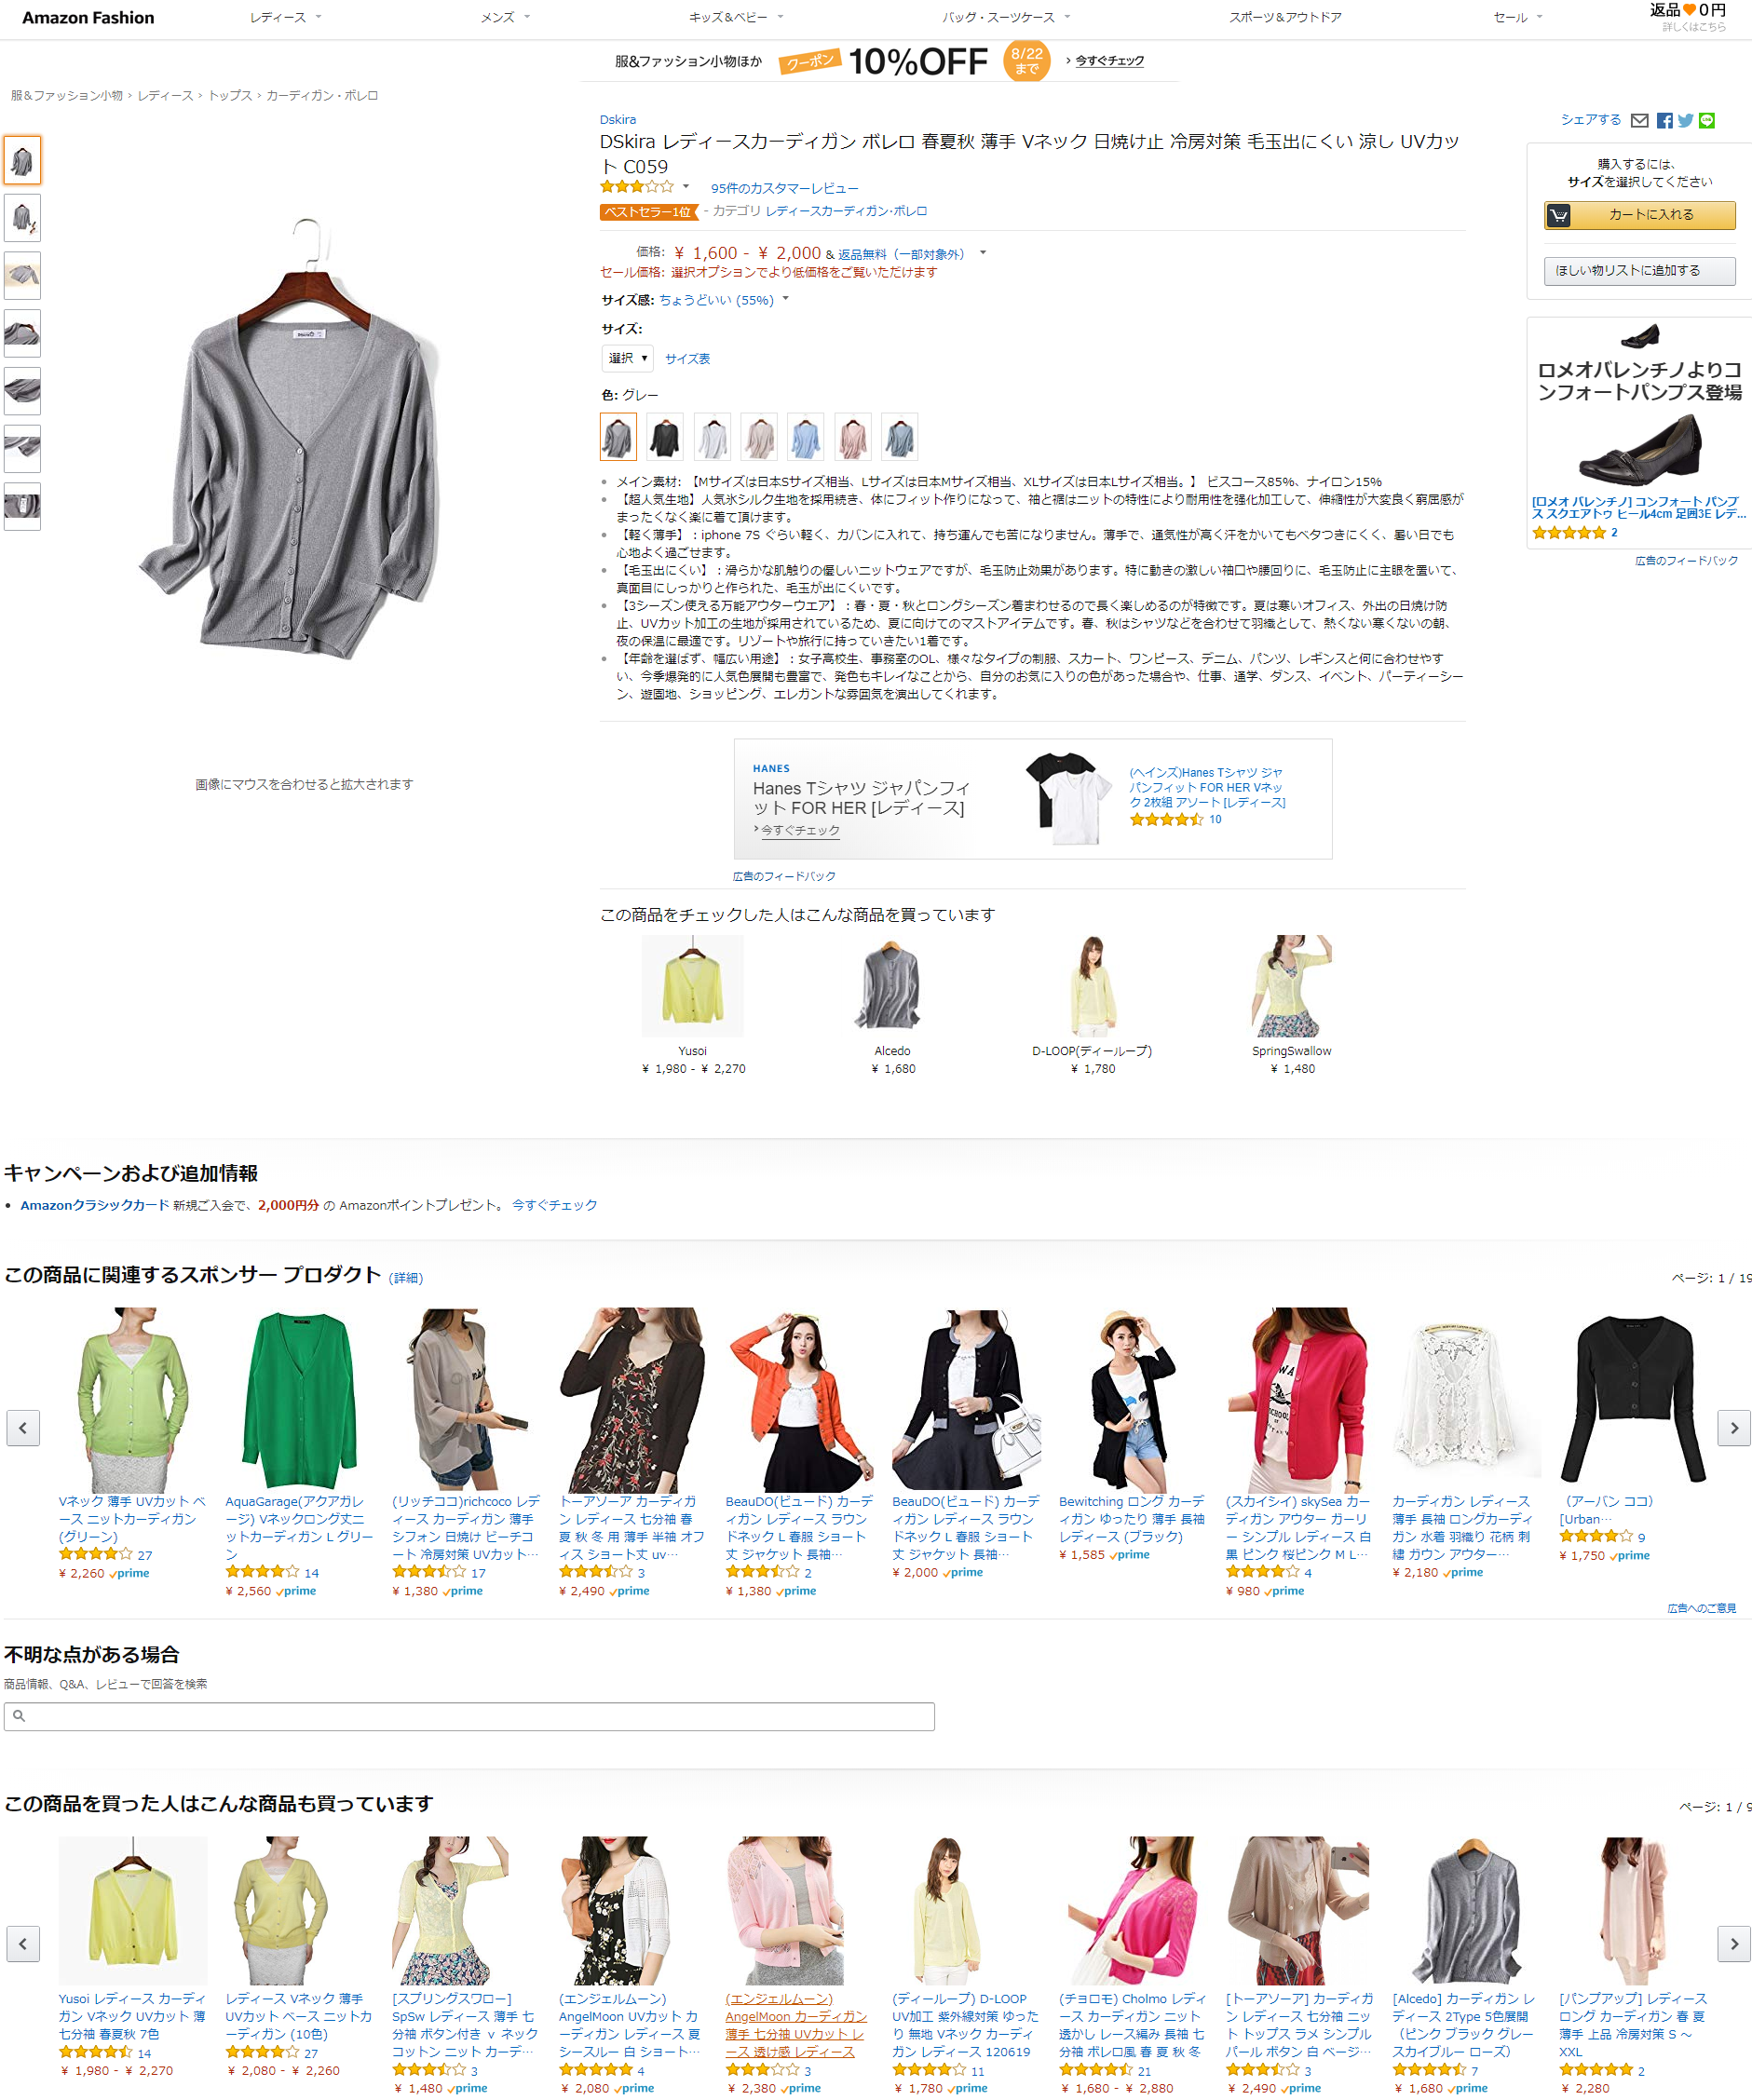 Amazon Fashion
レディース
メンズ
キッズ＆ベビー
バッグ・スーツケース
スポーツ＆アウトドア
セール
返品 0円
詳しくはこちら
服&ファッション小物ほか
クーポン
10%OFF
8/22
まで
› 今すぐチェック
服＆ファッション小物 › レディース › トップス › カーディガン・ボレロ
Dskira
DSkira レディースカーディガン ボレロ 春夏秋 薄手 Vネック 日焼け止 冷房対策 毛玉出にくい 涼し UVカッ
ト C059
95件のカスタマーレビュー
ベストセラー1位 - カテゴリ レディースカーディガン・ボレロ
価格: ￥ 1,600 - ￥ 2,000 & 返品無料（一部対象外）
セール価格: 選択オプションでより低価格をご覧いただけます
サイズ感: ちょうどいい (55%)
サイズ:
選択
サイズ表
色: グレー
メイン素材: 【Mサイズは日本Sサイズ相当、Lサイズは日本Mサイズ相当、XLサイズは日本Lサイズ相当。】 ビスコース85%、ナイロン15%
【超人気生地】人気氷シルク生地を採用続き、体にフィット作りになって、袖と裾はニットの特性により耐用性を強化加工して、伸縮性が大変良く窮屈感が
まったくなく楽に着て頂けます。
【軽く薄手】：iphone 7S ぐらい軽く、カバンに入れて、持ち運んでも苦になりません。薄手で、通気性が高く汗をかいてもベタつきにくく、暑い日でも
心地よく過ごせます。
【毛玉出にくい】：滑らかな肌触りの優しいニットウェアですが、毛玉防止効果があります。特に動きの激しい袖口や腰回りに、毛玉防止に主眼を置いて、
真面目にしっかりと作られた、毛玉が出にくいです。
【3シーズン使える万能アウターウエア】：春・夏・秋とロングシーズン着まわせるので長く楽しめるのが特徴です。夏は寒いオフィス、外出の日焼け防
止、UVカット加工の生地が採用されているため、夏に向けてのマストアイテムです。春、秋はシャツなどを合わせて羽織として、熱くない寒くないの朝、
夜の保温に最適です。リゾートや旅行に持っていきたい1着です。
【年齢を選ばず、幅広い用途】：女子高校生、事務室のOL、様々なタイプの制服、スカート、ワンピース、デニム、パンツ、レギンスと何に合わせやす
い、今季爆発的に人気色展開も豊富で、発色もキレイなことから、自分のお気に入りの色があった場合や、仕事、通学、ダンス、イベント、パーティーシー
ン、遊園地、ショッピング、エレガントな雰囲気を演出してくれます。
画像にマウスを合わせると拡大されます
シェアする
購入するには、
サイズを選択してください
カートに入れる
ほしい物リストに追加する
ロメオバレンチノよりコ
ンフォートパンプス登場
[ロメオ バレンチノ] コンフォート パンプ
ス スクエアトゥ ヒール4cm 足囲3E レデ...
2
広告のフィードバック
HANES
Hanes Tシャツ ジャパンフィ
ット FOR HER [レディース]
› 今すぐチェック
(ヘインズ)Hanes Tシャツ ジャ
パンフィット FOR HER Vネッ
ク 2枚組 アソート [レディース]
10
広告のフィードバック
この商品をチェックした人はこんな商品を買っています
Yusoi
￥ 1,980 - ￥ 2,270
Alcedo
￥ 1,680
D-LOOP(ディーループ)
￥ 1,780
SpringSwallow
￥ 1,480
キャンペーンおよび追加情報
Amazonクラシックカード 新規ご入会で、2,000円分 の Amazonポイントプレゼント。 今すぐチェック
この商品に関連するスポンサー プロダクト (詳細)
ページ: 1 / 19
Vネック 薄手 UVカット ベ
ース ニットカーディガン
(グリーン)
27
￥ 2,260 prime
AquaGarage(アクアガレ
ージ) Vネックロング丈ニ
ットカーディガン L グリー
ン
14
￥ 2,560 prime
(リッチココ)richcoco レデ
ィース カーディガン 薄手
シフォン 日焼け ビーチコ
ート 冷房対策 UVカット…
17
￥ 1,380 prime
トーアソーア カーディガ
ン レディース 七分袖 春
夏 秋 冬 用 薄手 半袖 オフ
ィス ショート丈 uv…
3
￥ 2,490 prime
BeauDO(ビュード) カーデ
ィガン レディース ラウン
ドネック L 春服 ショート
丈 ジャケット 長袖…
2
￥ 1,380 prime
BeauDO(ビュード) カーデ
ィガン レディース ラウン
ドネック L 春服 ショート
丈 ジャケット 長袖…
￥ 2,000 prime
Bewitching ロング カーデ
ィガン ゆったり 薄手 長袖
レディース (ブラック)
￥ 1,585 prime
(スカイシイ) skySea カー
ディガン アウター ガーリ
ー シンプル レディース 白
黒 ピンク 桜ピンク M L…
4
￥ 980 prime
カーディガン レディース
薄手 長袖 ロングカーディ
ガン 水着 羽織り 花柄 刺
繍 ガウン アウター…
￥ 2,180 prime
（アーバン ココ）
[Urban…
9
￥ 1,750 prime
広告へのご意見
不明な点がある場合
商品情報、Q&A、レビューで回答を検索
この商品を買った人はこんな商品も買っています
ページ: 1 / 9
Yusoi レディース カーディ
ガン Vネック UVカット 薄
七分袖 春夏秋 7色
14
￥ 1,980 - ￥ 2,270
レディース Vネック 薄手
UVカット ベース ニットカ
ーディガン (10色)
27
￥ 2,080 - ￥ 2,260
[スプリングスワロー]
SpSw レディース 薄手 七
分袖 ボタン付き ｖ ネック
コットン ニット カーデ…
3
￥ 1,480 prime
(エンジェルムーン)
AngelMoon UVカット カ
ーディガン レディース 夏
シースルー 白 ショート…
4
￥ 2,080 prime
(エンジェルムーン)
AngelMoon カーディガン
薄手 七分袖 UVカット レ
ース 透け感 レディース
3
￥ 2,380 prime
(ディーループ) D-LOOP
UV加工 紫外線対策 ゆった
り 無地 Vネック カーディ
ガン レディース 120619
11
￥ 1,780 prime
(チョロモ) Cholmo レディ
ース カーディガン ニット
透かし レース編み 長袖 七
分袖 ボレロ風 春 夏 秋 冬
21
￥ 1,680 - ￥ 2,880
[トーアソーア] カーディガ
ン レディース 七分袖 ニッ
ト トップス ラメ シンプル
パール ボタン 白 ベージ…
3
￥ 2,490 prime
[Alcedo] カーディガン レ
ディース 2Type 5色展開
（ピンク ブラック グレー
スカイブルー ローズ）
7
￥ 1,680 prime
[パンプアップ] レディース
ロング カーディガン 春 夏
薄手 上品 冷房対策 S ～
XXL
2
￥ 2,280